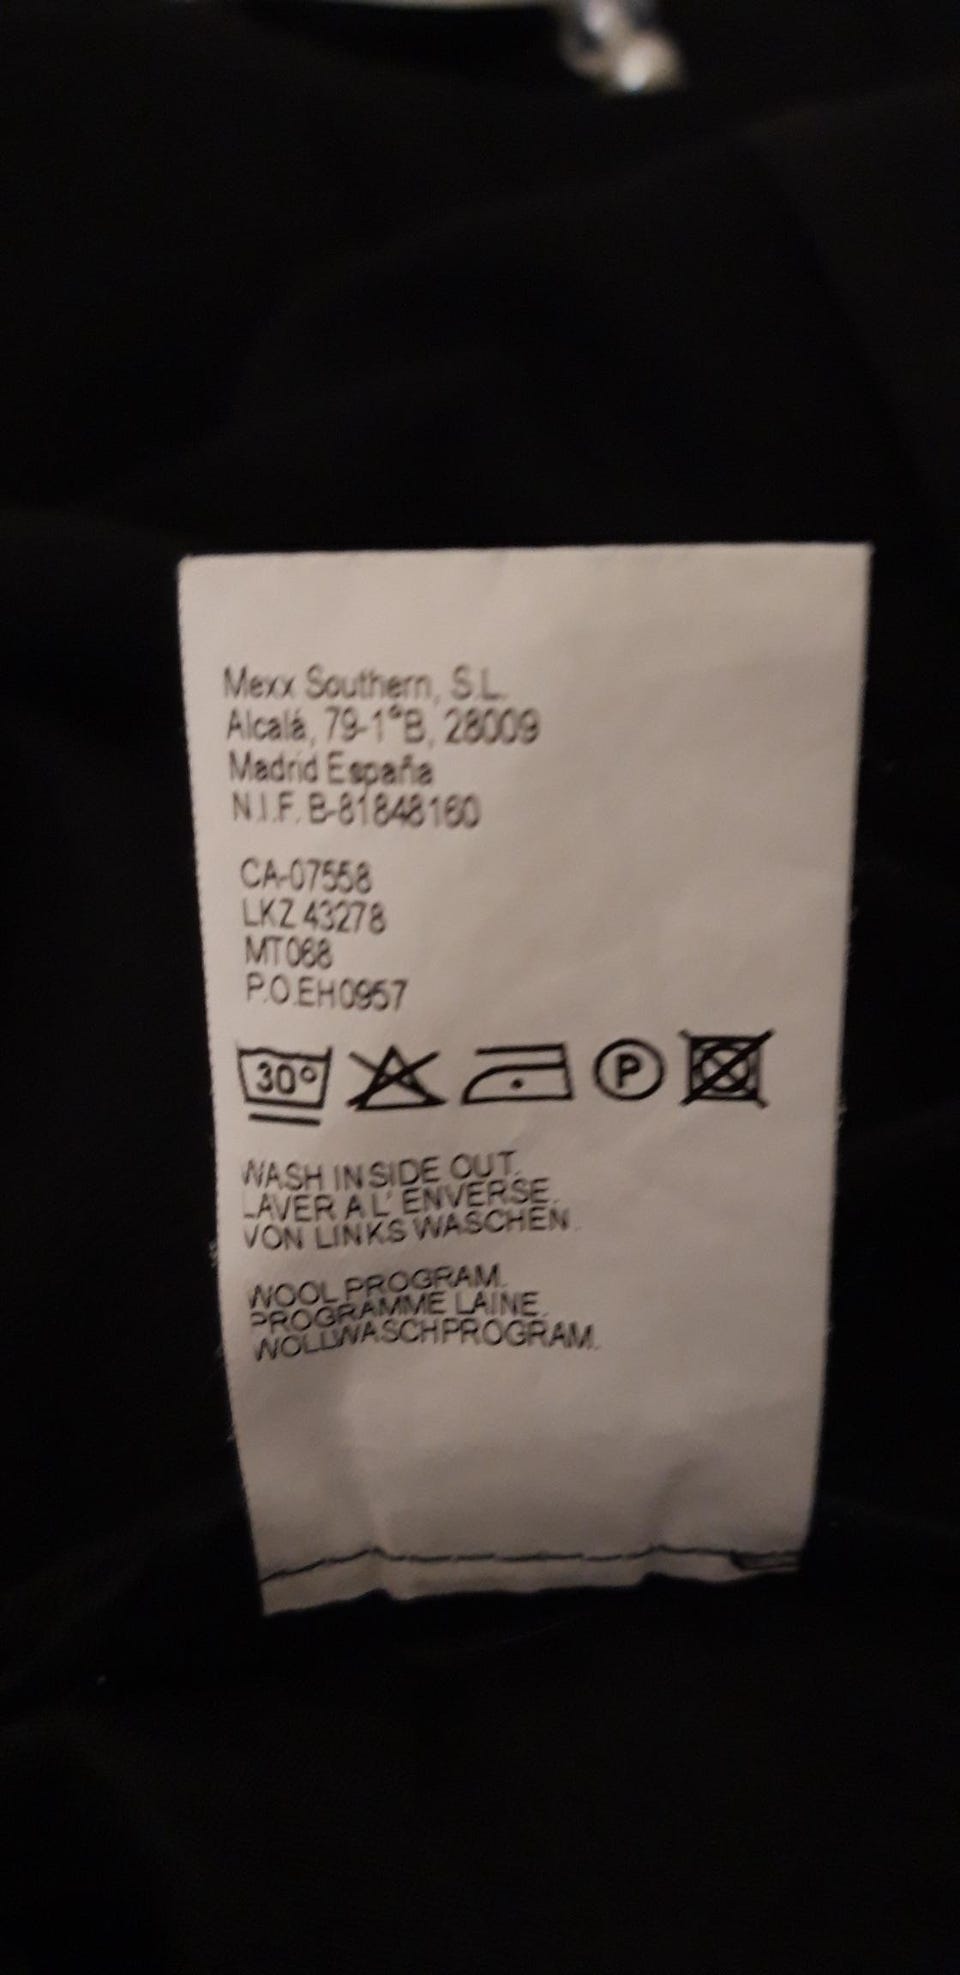 Mexx Southern, S.L.
Alcalá, 79-1°B, 28009
Madrid España
N.I.F. B-81848160
CA-07558
LKZ 43278
MT068
P.O.EH0957
30°
P
WASH INSIDE OUT.
LAVER A L' ENVERSE.
VON LINKS WASCHEN.
WOOL PROGRAM.
PROGRAMME LAINE.
WOLLWASCHPROGRAM.